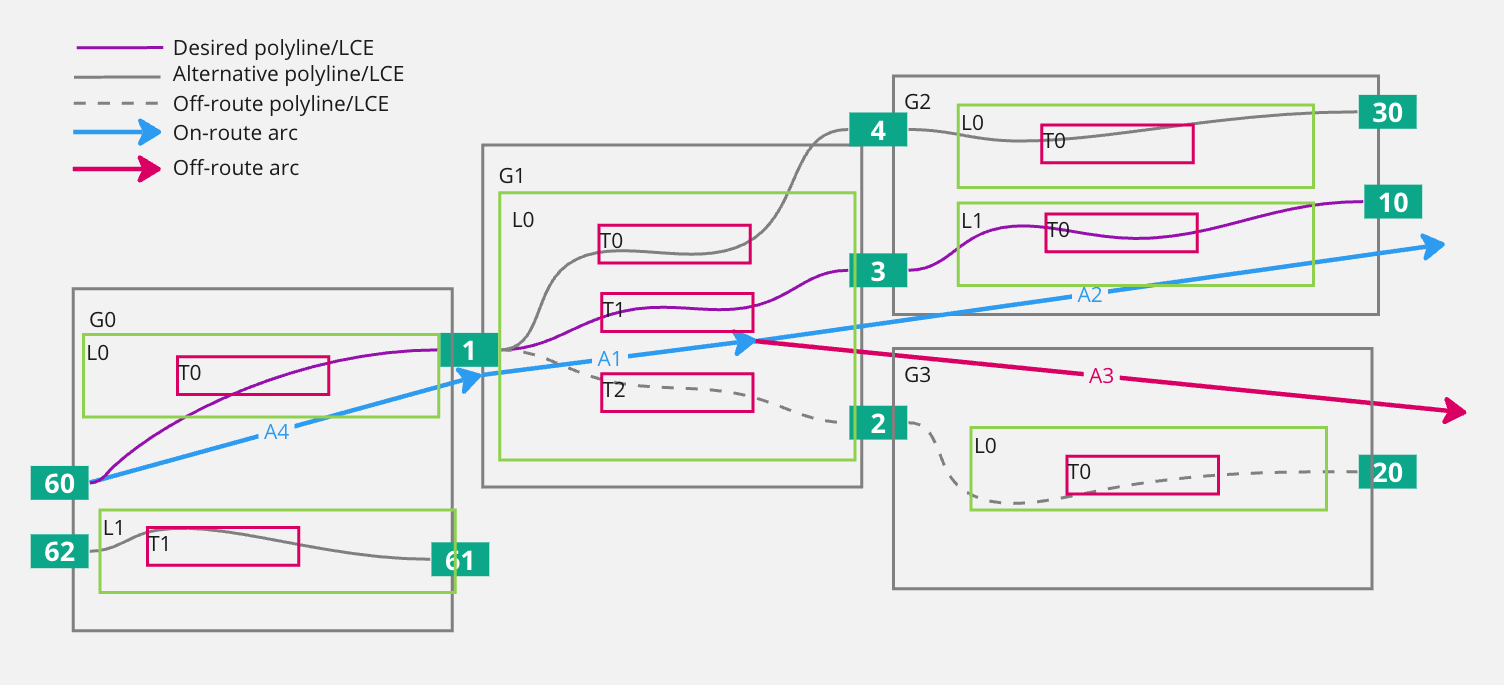 Desired polyline/LCE
Alternative polyline/LCE
Off-route polyline/LCE
On-route arc
Off-route arc
G0
L0
T0
A4
60
62
L1
T1
61
1
G1
L0
T0
T1
A1
T2
4
3
2
G2
L0
T0
30
L1
T0
10
A2
G3
A3
L0
T0
20